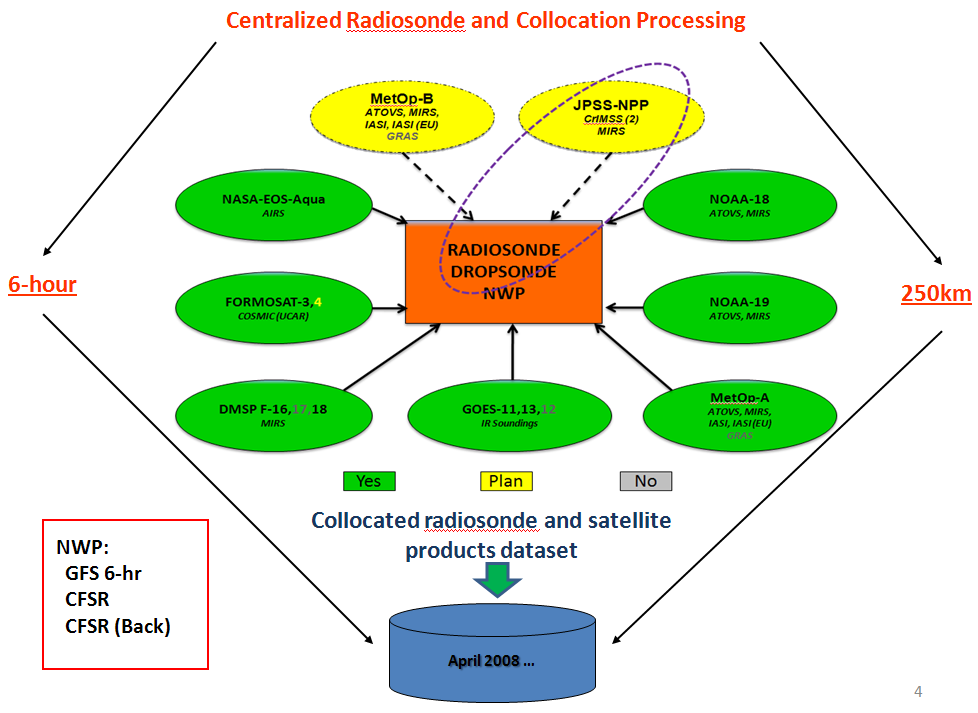 Centralized Radiosonde and Collocation Processing
MetOp-B
ATOVS, MIRS,
IASI, IASI (EU)
GRAS
JPSS-NPP
CrIMSS (2)
MIRS
NASA-EOS-Aqua
AIRS
NOAA-18
ATOVS, MIRS
RADIOSONDE
DROPSONDE
NWP
6-hour
250km
FORMOSAT-3,4
COSMIC (UCAR)
NOAA-19
ATOVS, MIRS
DMSP F-16,17,18
MIRS
GOES-11,13,12
IR Soundings
MetOp-A
ATOVS, MIRS,
IASI, IASI (EU)
GRAS
Yes
Plan
No
Collocated radiosonde and satellite
products dataset
NWP:
GFS 6-hr
CFSR
CFSR (Back)
April 2008 ...
4